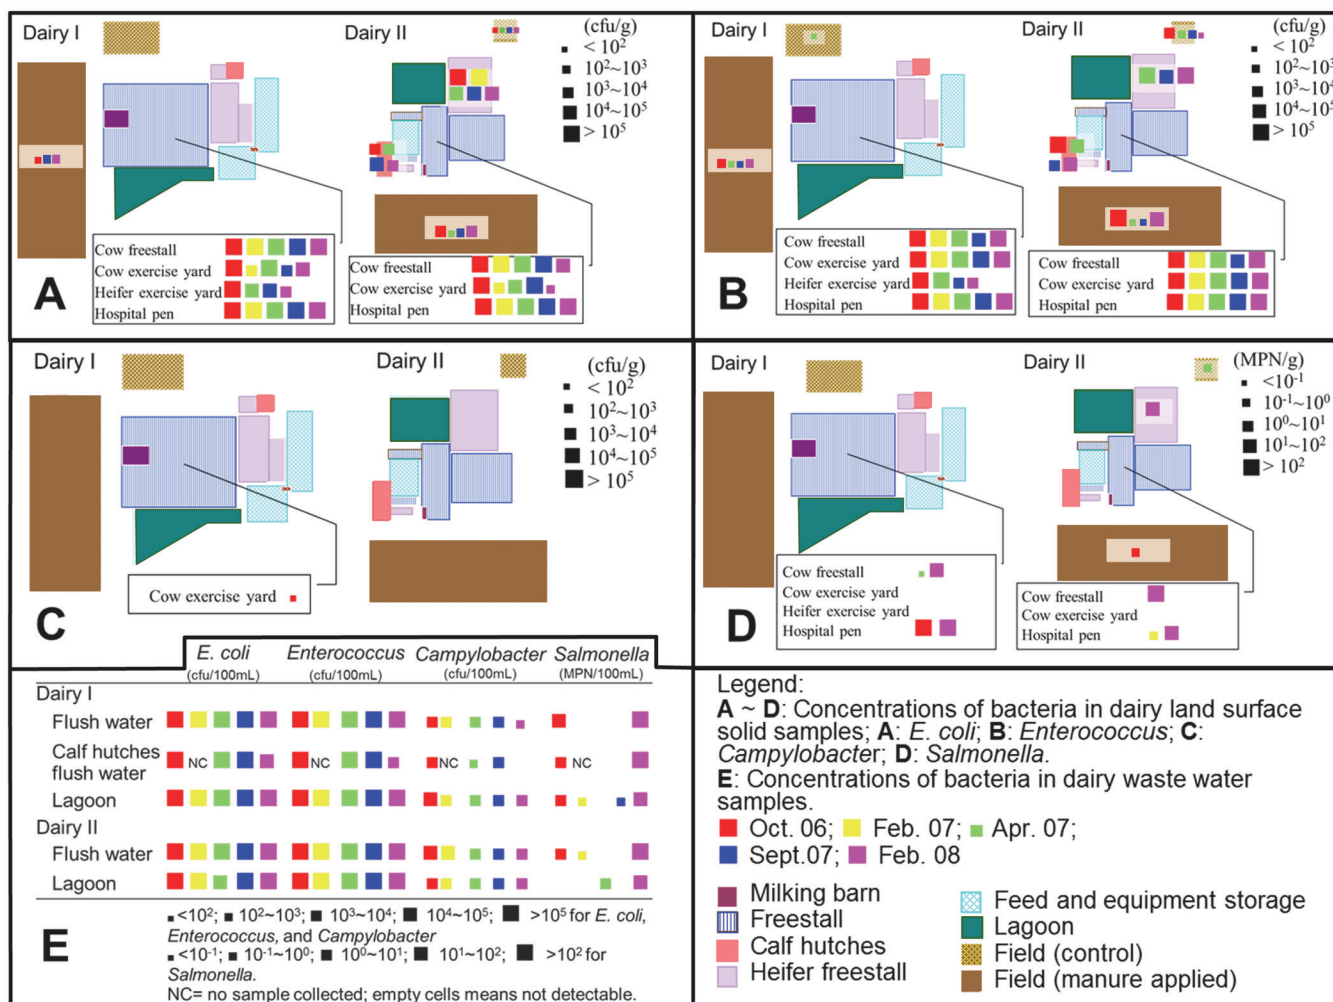 Dairy I
Dairy II
(cfu/g)
< 10²
10²~10³
10³~10⁴
10⁴~10⁵
> 10⁵
Cow freestall
Cow exercise yard
Heifer exercise yard
Hospital pen
Cow freestall
Cow exercise yard
Hospital pen
A
Dairy I
Dairy II
(cfu/g)
< 10²
10²~10³
10³~10⁴
10⁴~10⁵
> 10⁵
Cow freestall
Cow exercise yard
Heifer exercise yard
Hospital pen
Cow freestall
Cow exercise yard
Hospital pen
B
Dairy I
Dairy II
(cfu/g)
< 10²
10²~10³
10³~10⁴
10⁴~10⁵
> 10⁵
Cow exercise yard
C
Dairy I
Dairy II
(MPN/g)
<10⁻¹
10⁻¹~10⁰
10⁰~10¹
10¹~10²
> 10²
Cow freestall
Cow exercise yard
Heifer exercise yard
Hospital pen
Cow freestall
Cow exercise yard
Hospital pen
D
E. coli Enterococcus Campylobacter Salmonella
(cfu/100mL) (cfu/100mL) (cfu/100mL) (MPN/100mL)
Dairy I
Flush water
Calf hutches NC NC NC NC
flush water
Lagoon
Dairy II
Flush water
Lagoon
<10²; 10²~10³; 10³~10⁴; 10⁴~10⁵; >10⁵ for E. coli,
Enterococcus, and Campylobacter
<10⁻¹; 10⁻¹~10⁰; 10⁰~10¹; 10¹~10²; >10² for
Salmonella.
NC= no sample collected; empty cells means not detectable.
E
Legend:
A ~ D: Concentrations of bacteria in dairy land surface
solid samples; A: E. coli; B: Enterococcus; C:
Campylobacter; D: Salmonella.
E: Concentrations of bacteria in dairy waste water
samples.
Oct. 06; Feb. 07; Apr. 07;
Sept.07; Feb. 08
Milking barn
Freestall
Calf hutches
Heifer freestall
Feed and equipment storage
Lagoon
Field (control)
Field (manure applied)